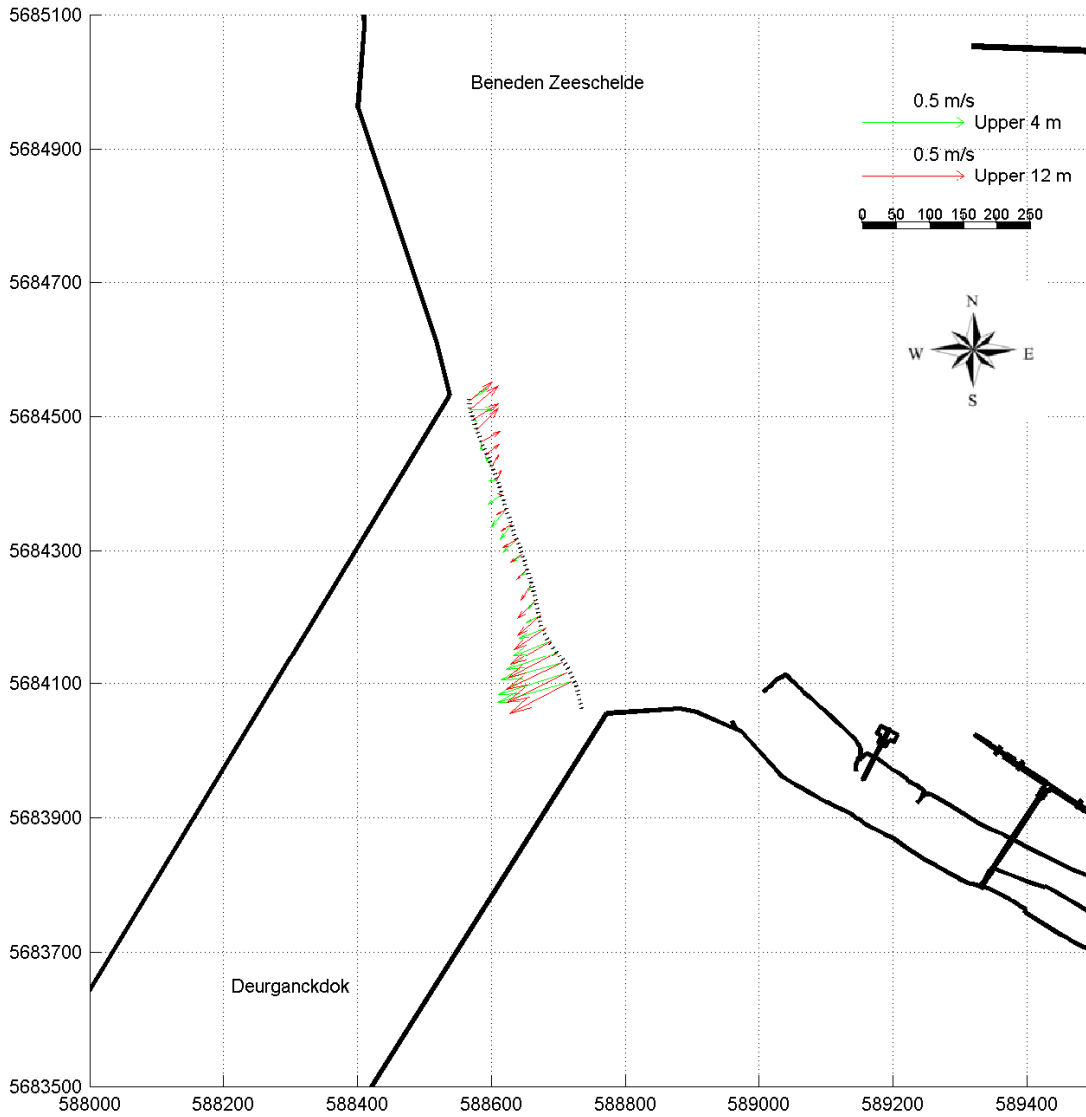 5685100
Beneden Zeeschelde
0.5 m/s
Upper 4 m
5684900
0.5 m/s
Upper 12 m
0 50 100 150 200 250
5684700
N
W E
S
5684500
5684300
5684100
5683900
5683700
Deurganckdok
5683500
588000 588200 588400 588600 588800 589000 589200 589400